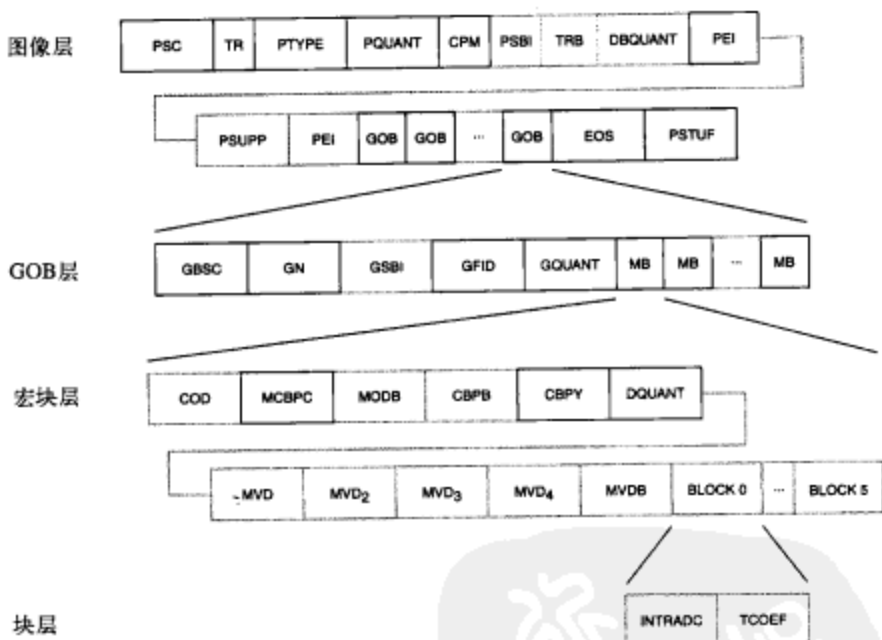 图像层 PSC TR PTYPE PQUANT CPM PSBI TRB DBQUANT PEI
PSUPP PEI GOB GOB ... GOB EOS PSTUF
GOB层 GBSC GN GSBI GFID GQUANT MB MB ... MB
宏块层 COD MCBPC MODB CBPB CBPY DQUANT
MVD MVD2 MVD3 MVD4 MVDB BLOCK 0 ... BLOCK 5
块层 INTRADC TCOEF